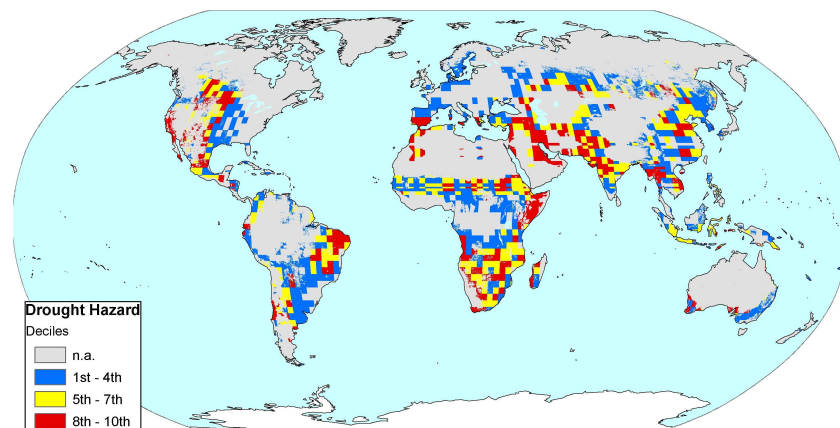 Drought Hazard
Deciles
n.a.
1st - 4th
5th - 7th
8th - 10th